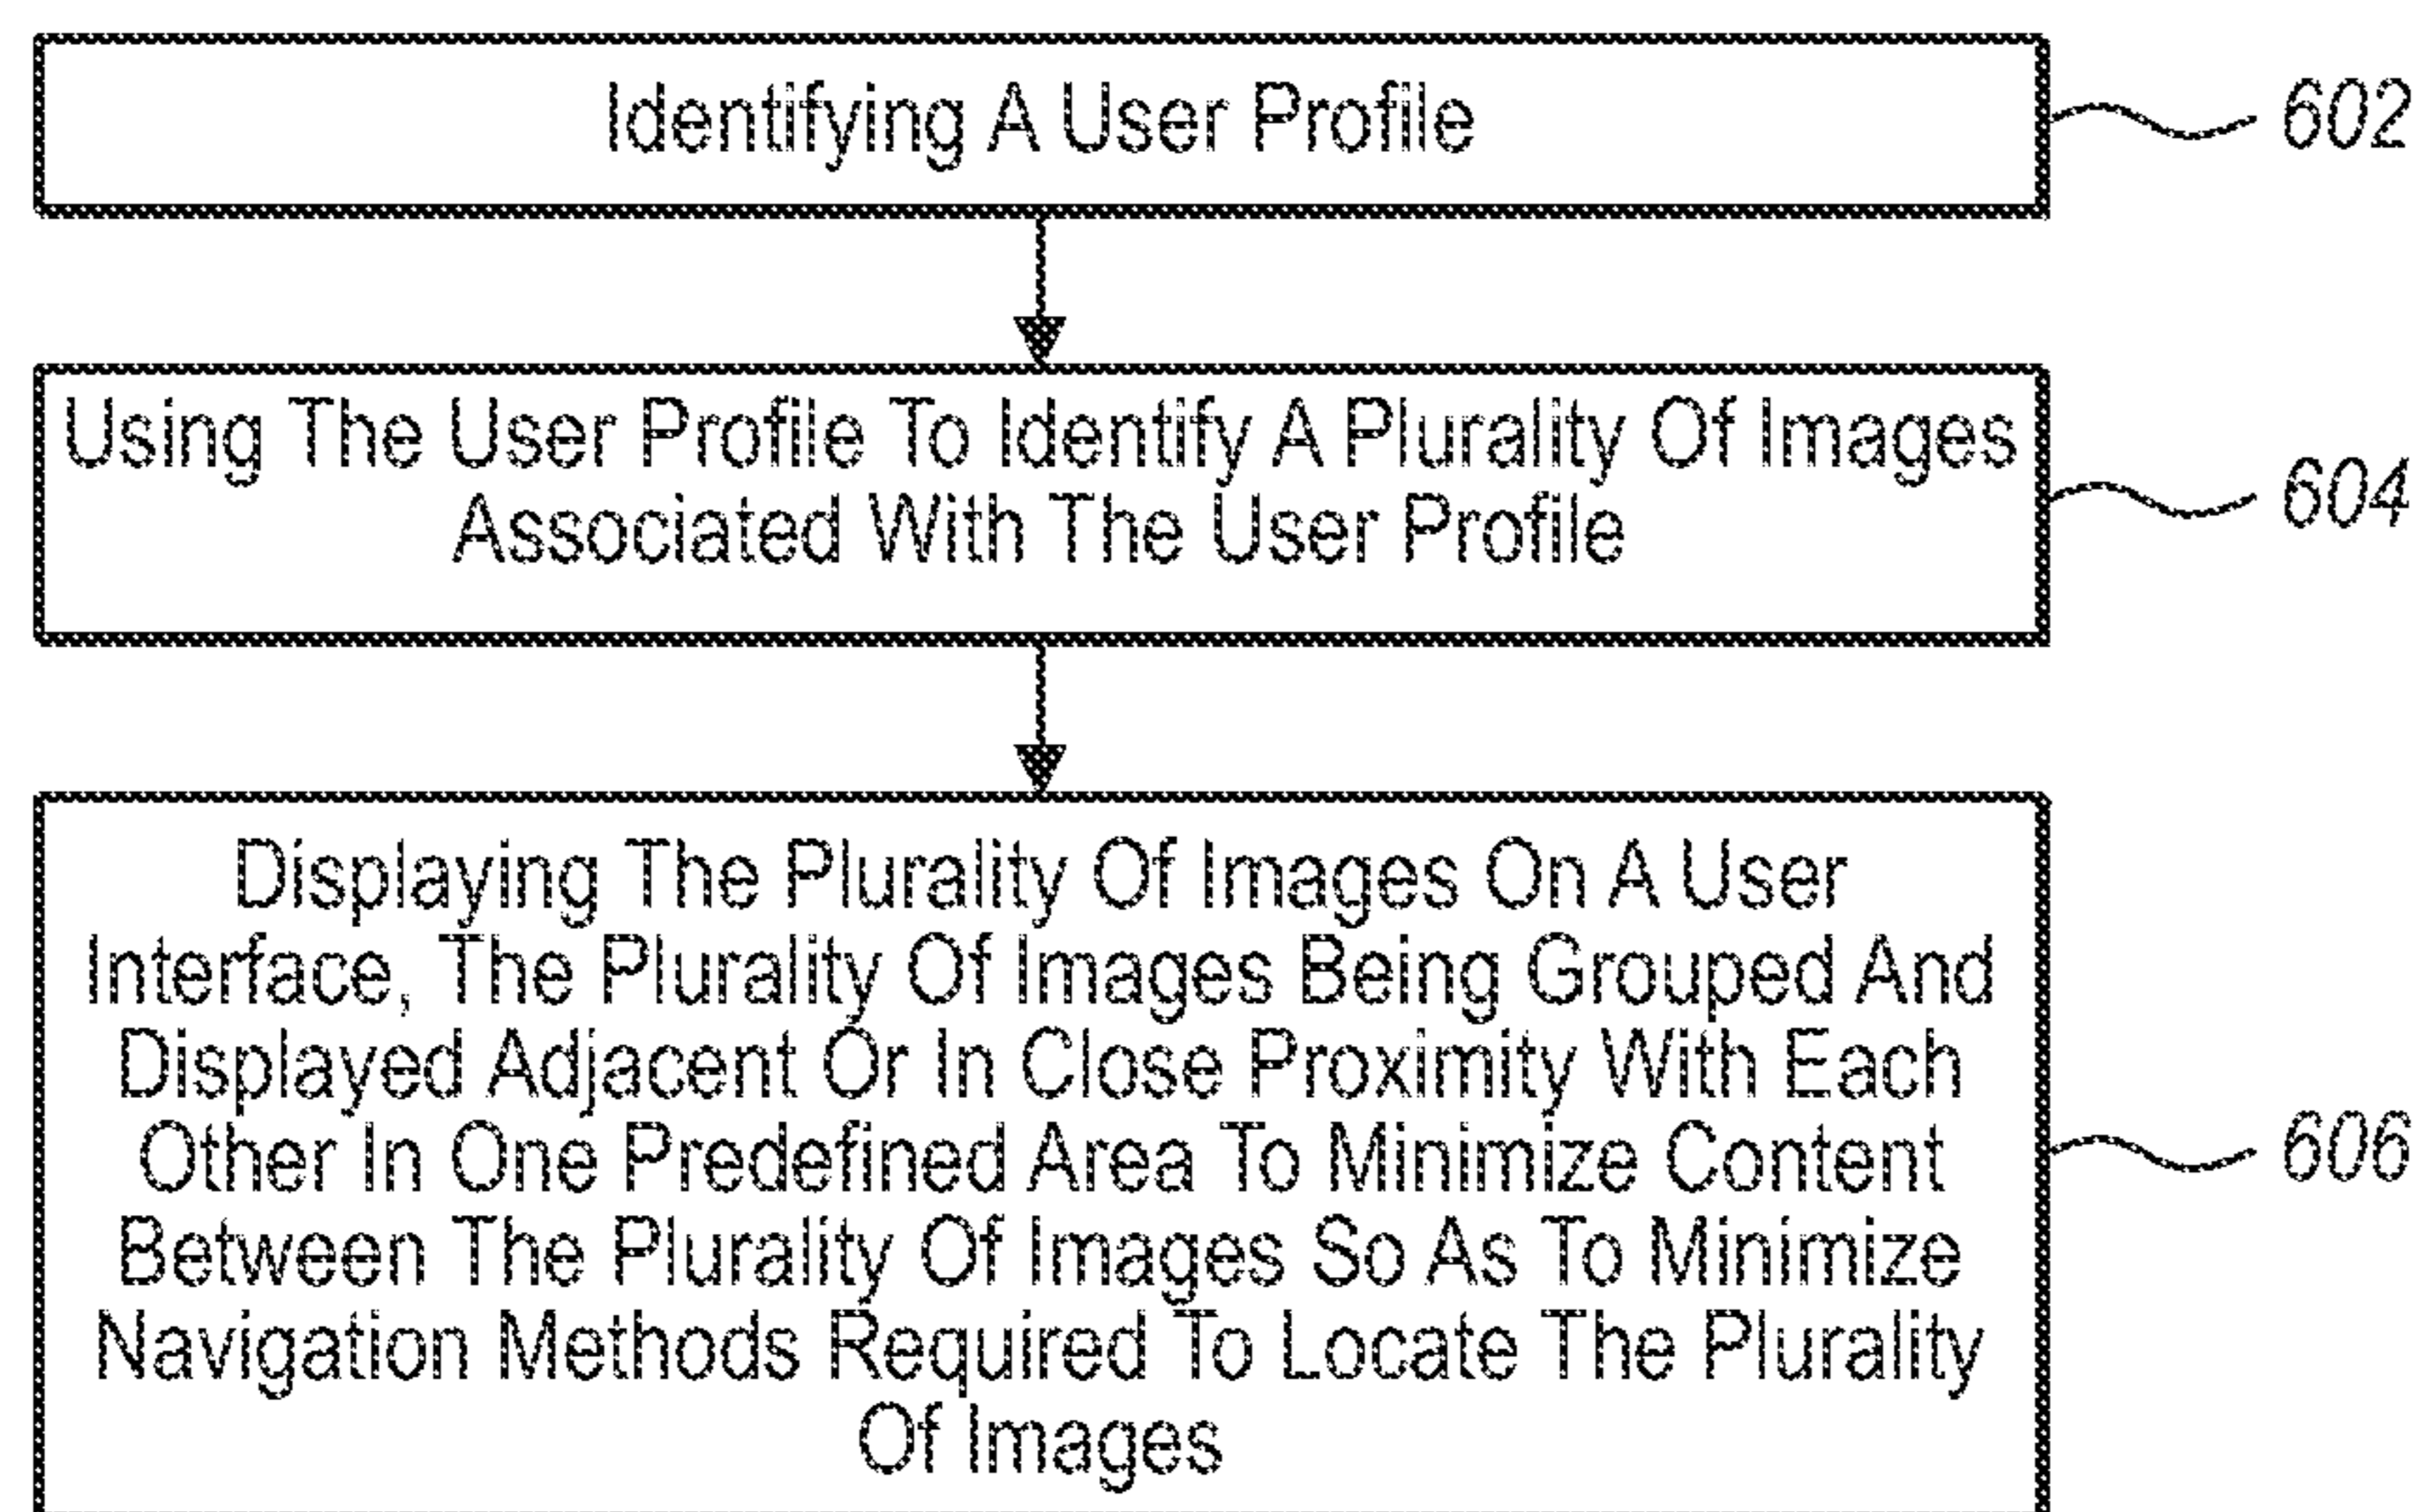 Identifying A User Profile
602
Using The User Profile To Identify A Plurality Of Images
Associated With The User Profile
604
Displaying The Plurality Of Images On A User
Interface, The Plurality Of Images Being Grouped And
Displayed Adjacent Or In Close Proximity With Each
Other In One Predefined Area To Minimize Content
Between The Plurality Of Images So As To Minimize
Navigation Methods Required To Locate The Plurality
Of Images
606